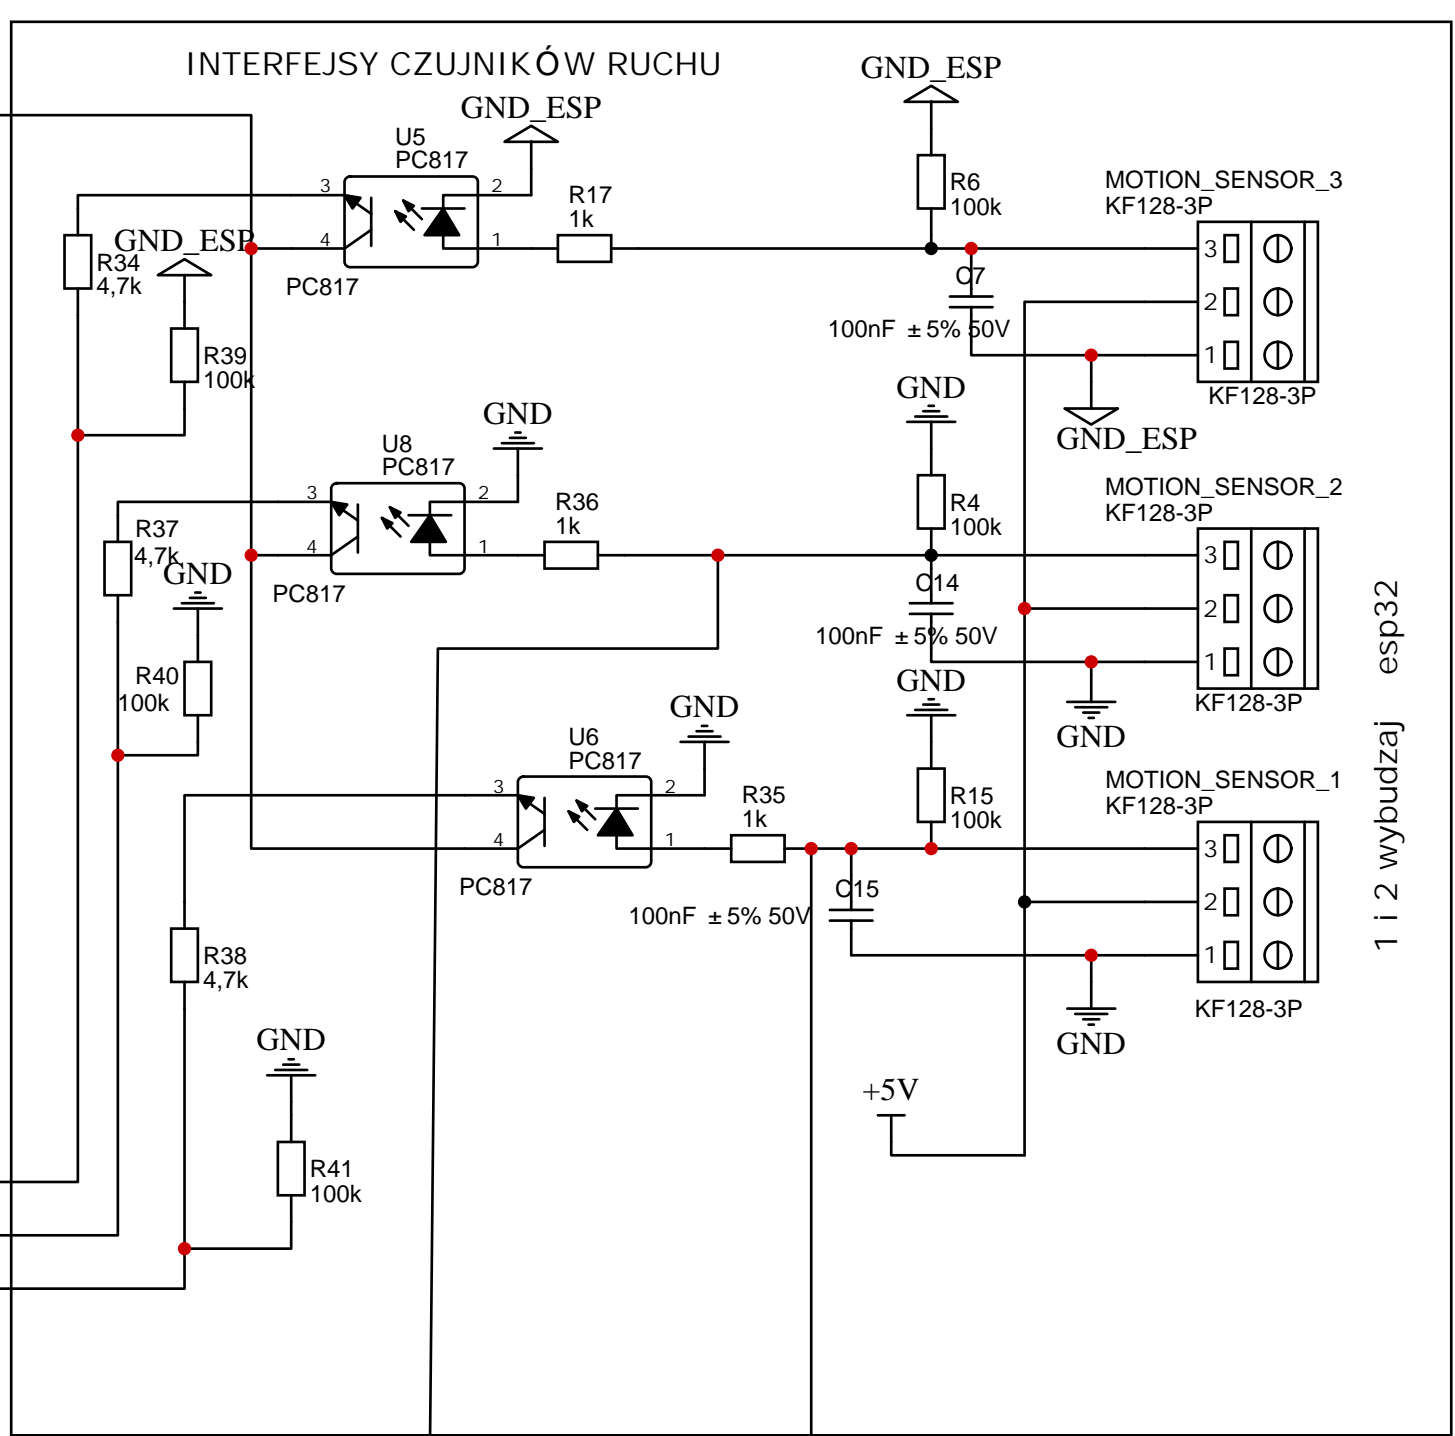 INTERFEJSY CZUJNIKÓW RUCHU
GND_ESP
GND_ESP
U5
PC817
3
4
2
1
PC817
R17
1k
R6
100k
MOTION_SENSOR_3
KF128-3P
3
2
1
KF128-3P
C7
100nF ±5% 50V
GND_ESP
GND_ESP
R34
4,7k
R39
100k
GND
GND
U8
PC817
3
4
2
1
PC817
R36
1k
R4
100k
MOTION_SENSOR_2
KF128-3P
3
2
1
KF128-3P
C14
100nF ±5% 50V
GND
R37
4,7k
GND
R40
100k
GND
GND
U6
PC817
3
4
2
1
PC817
R35
1k
R15
100k
MOTION_SENSOR_1
KF128-3P
3
2
1
KF128-3P
C15
100nF ±5% 50V
GND
R38
4,7k
GND
R41
100k
+5V
1 i 2 wybudzaj esp32